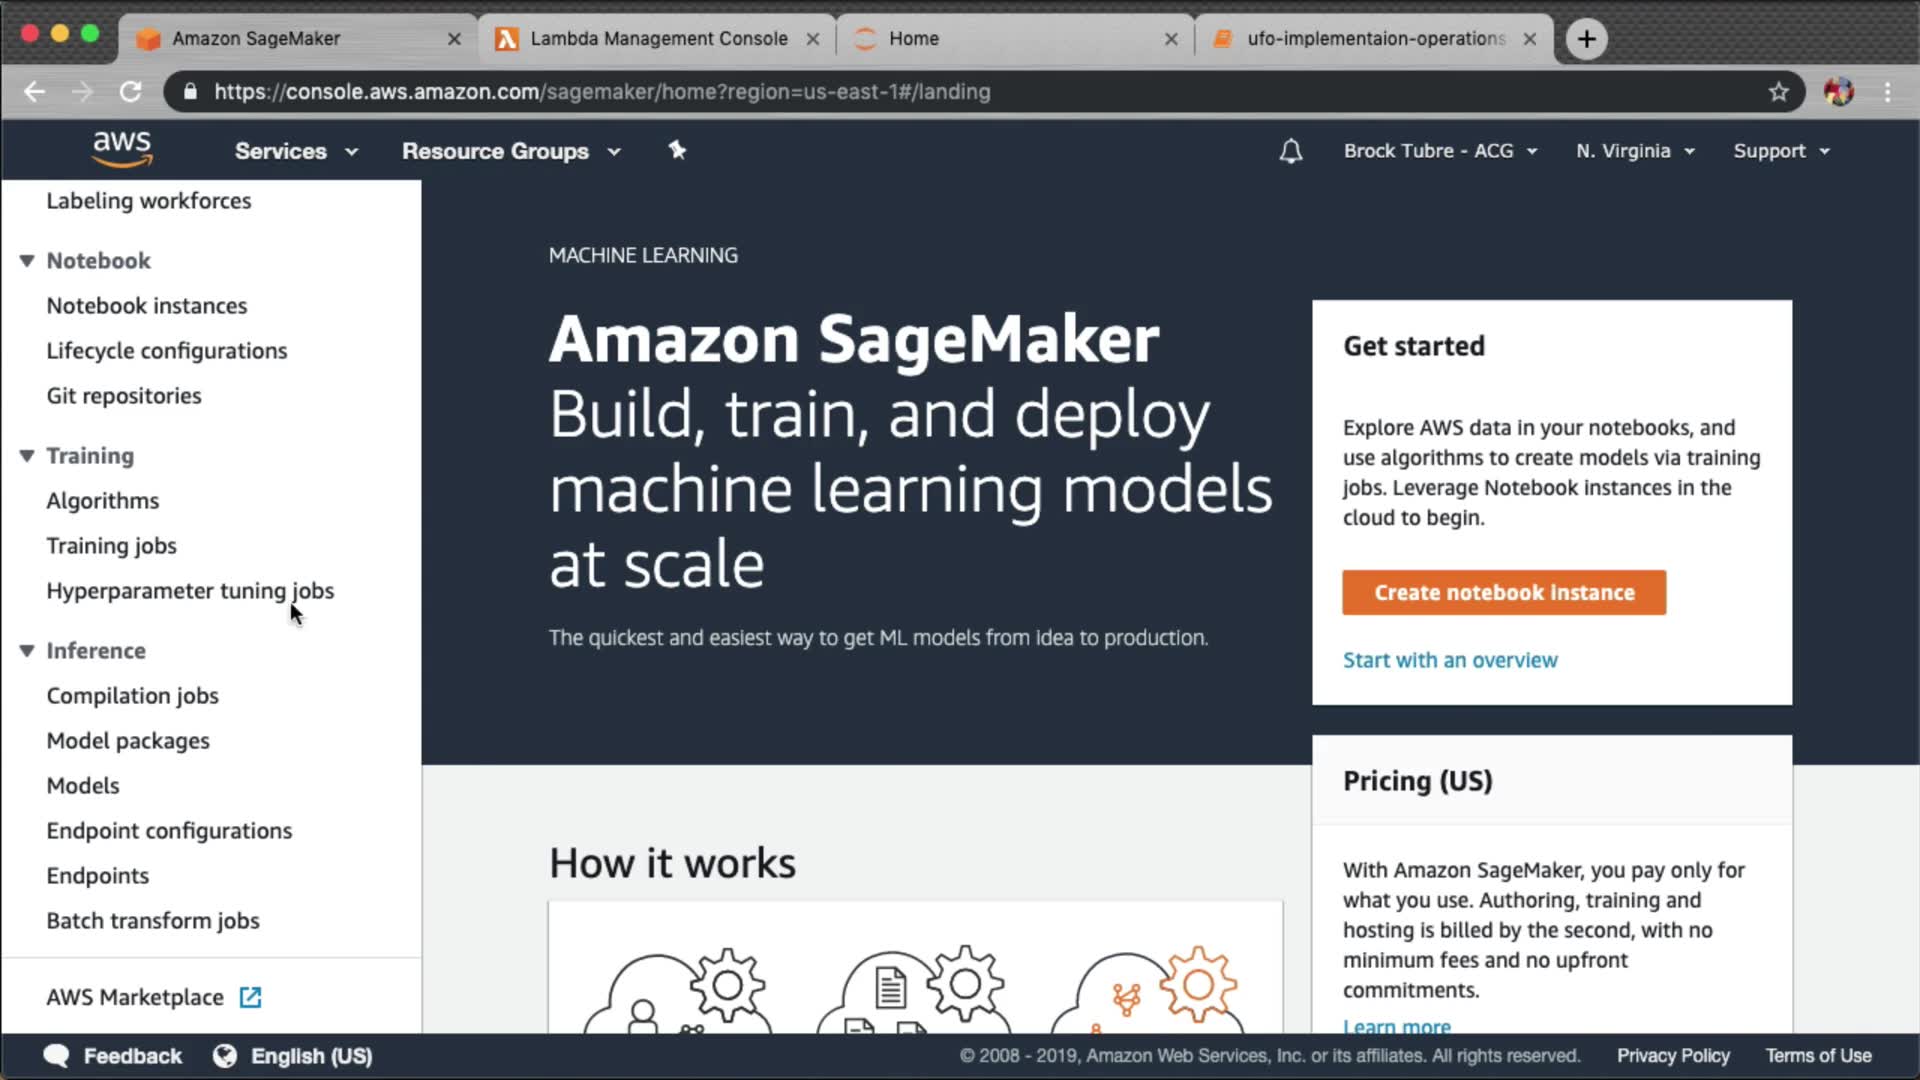 Amazon SageMaker
Lambda Management Console
Home
ufo-implementaion-operations
https://console.aws.amazon.com/sagemaker/home?region=us-east-1#/landing
aws
Services
Resource Groups
Brock Tubre - ACG
N. Virginia
Support
Labeling workforces
Notebook
Notebook instances
Lifecycle configurations
Git repositories
Training
Algorithms
Training jobs
Hyperparameter tuning jobs
Inference
Compilation jobs
Model packages
Models
Endpoint configurations
Endpoints
Batch transform jobs
AWS Marketplace
MACHINE LEARNING
Amazon SageMaker
Build, train, and deploy
machine learning models
at scale
The quickest and easiest way to get ML models from idea to production.
How it works
Get started
Explore AWS data in your notebooks, and
use algorithms to create models via training
jobs. Leverage Notebook instances in the
cloud to begin.
Create notebook instance
Start with an overview
Pricing (US)
With Amazon SageMaker, you pay only for
what you use. Authoring, training and
hosting is billed by the second, with no
minimum fees and no upfront
commitments.
Learn more
Feedback
English (US)
© 2008 - 2019, Amazon Web Services, Inc. or its affiliates. All rights reserved.
Privacy Policy
Terms of Use